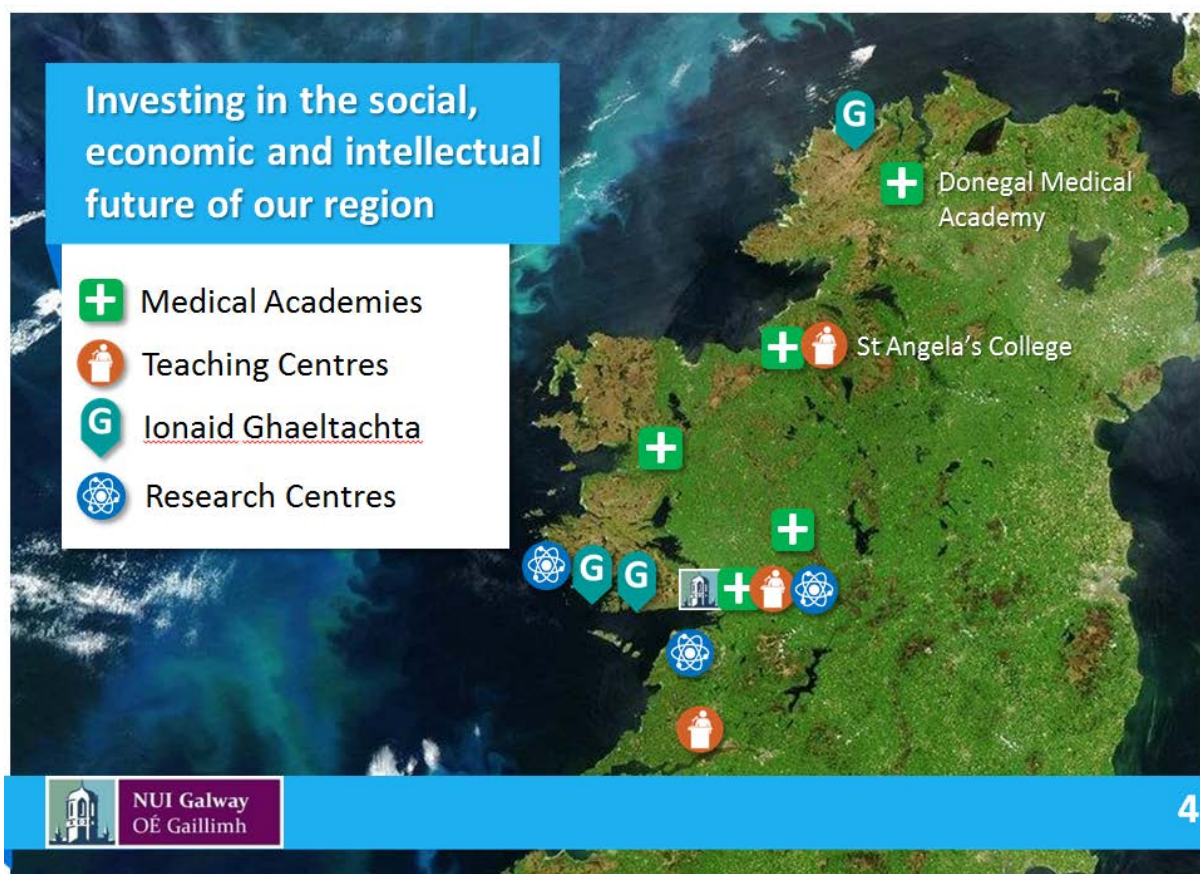 Investing in the social,
economic and intellectual
future of our region
Medical Academies
Teaching Centres
G
Ionaid Ghaeltachta
Research Centres
G
Donegal Medical
Academy
St Angela's College
G
G
NUI Galway
OÉ Gaillimh
4